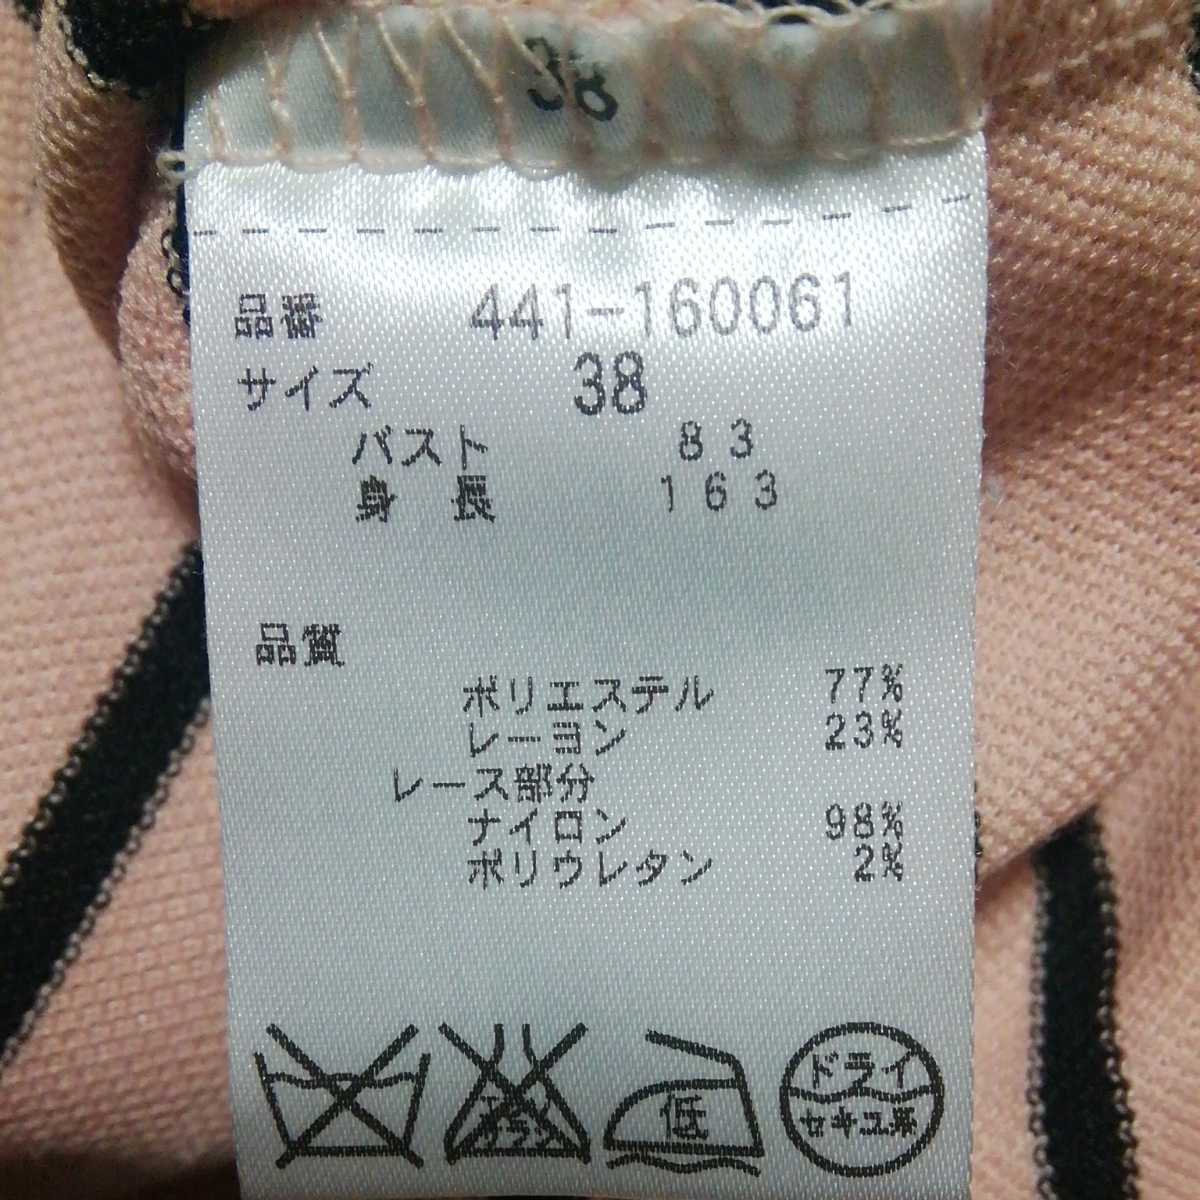 38
品番 441-160061
サイズ 38
バスト 83
身 長 163
品質
ポリエステル 77%
レーヨン 23%
レース部分
ナイロン 98%
ポリウレタン 2%
低
ドライ
セキユ系